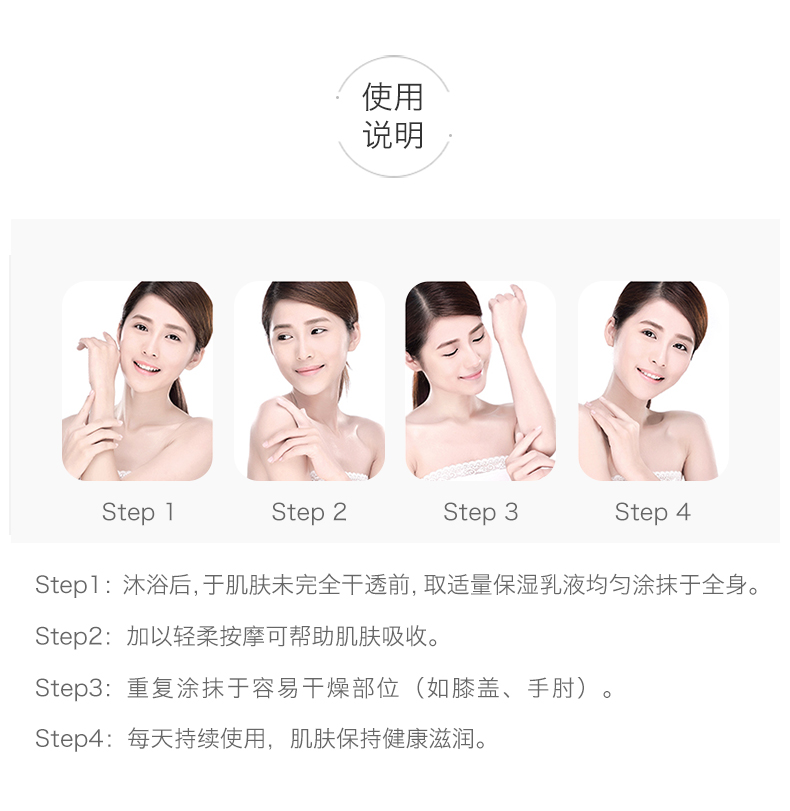 使用
说明
Step 1
Step 2
Step 3
Step 4
Step1：沐浴后，于肌肤未完全干透前，取适量保湿乳液均匀涂抹于全身。
Step2：加以轻柔按摩可帮助肌肤吸收。
Step3：重复涂抹于容易干燥部位（如膝盖、手肘）。
Step4：每天持续使用，肌肤保持健康滋润。